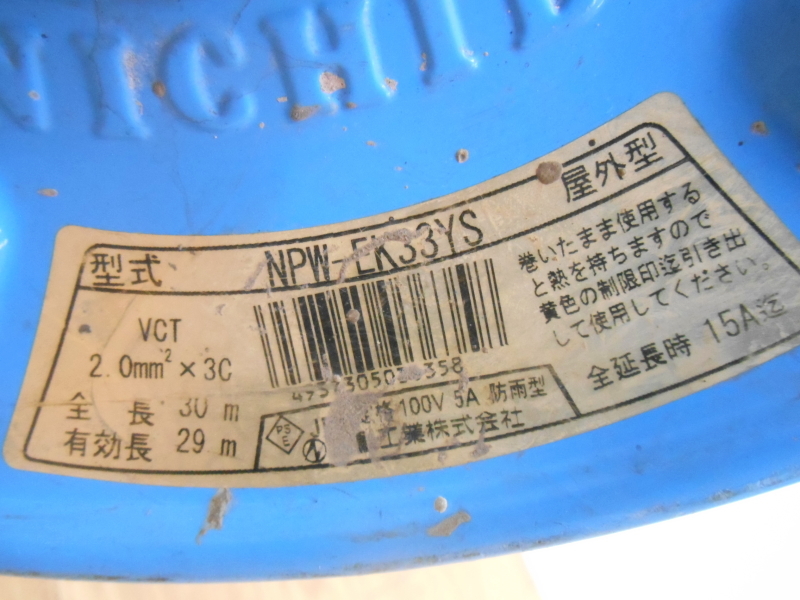 NICHI
型式 NPW-EK33YS 屋外型
VCT
2.0mm² × 3C
全 長 30 m
有効長 29 m
巻いたまま使用する
と熱を持ちますので
黄色の制限印迄引き出
して使用してください。
全延長時 15A迄
PS
E
格 100V 5A 防雨型
工業株式会社